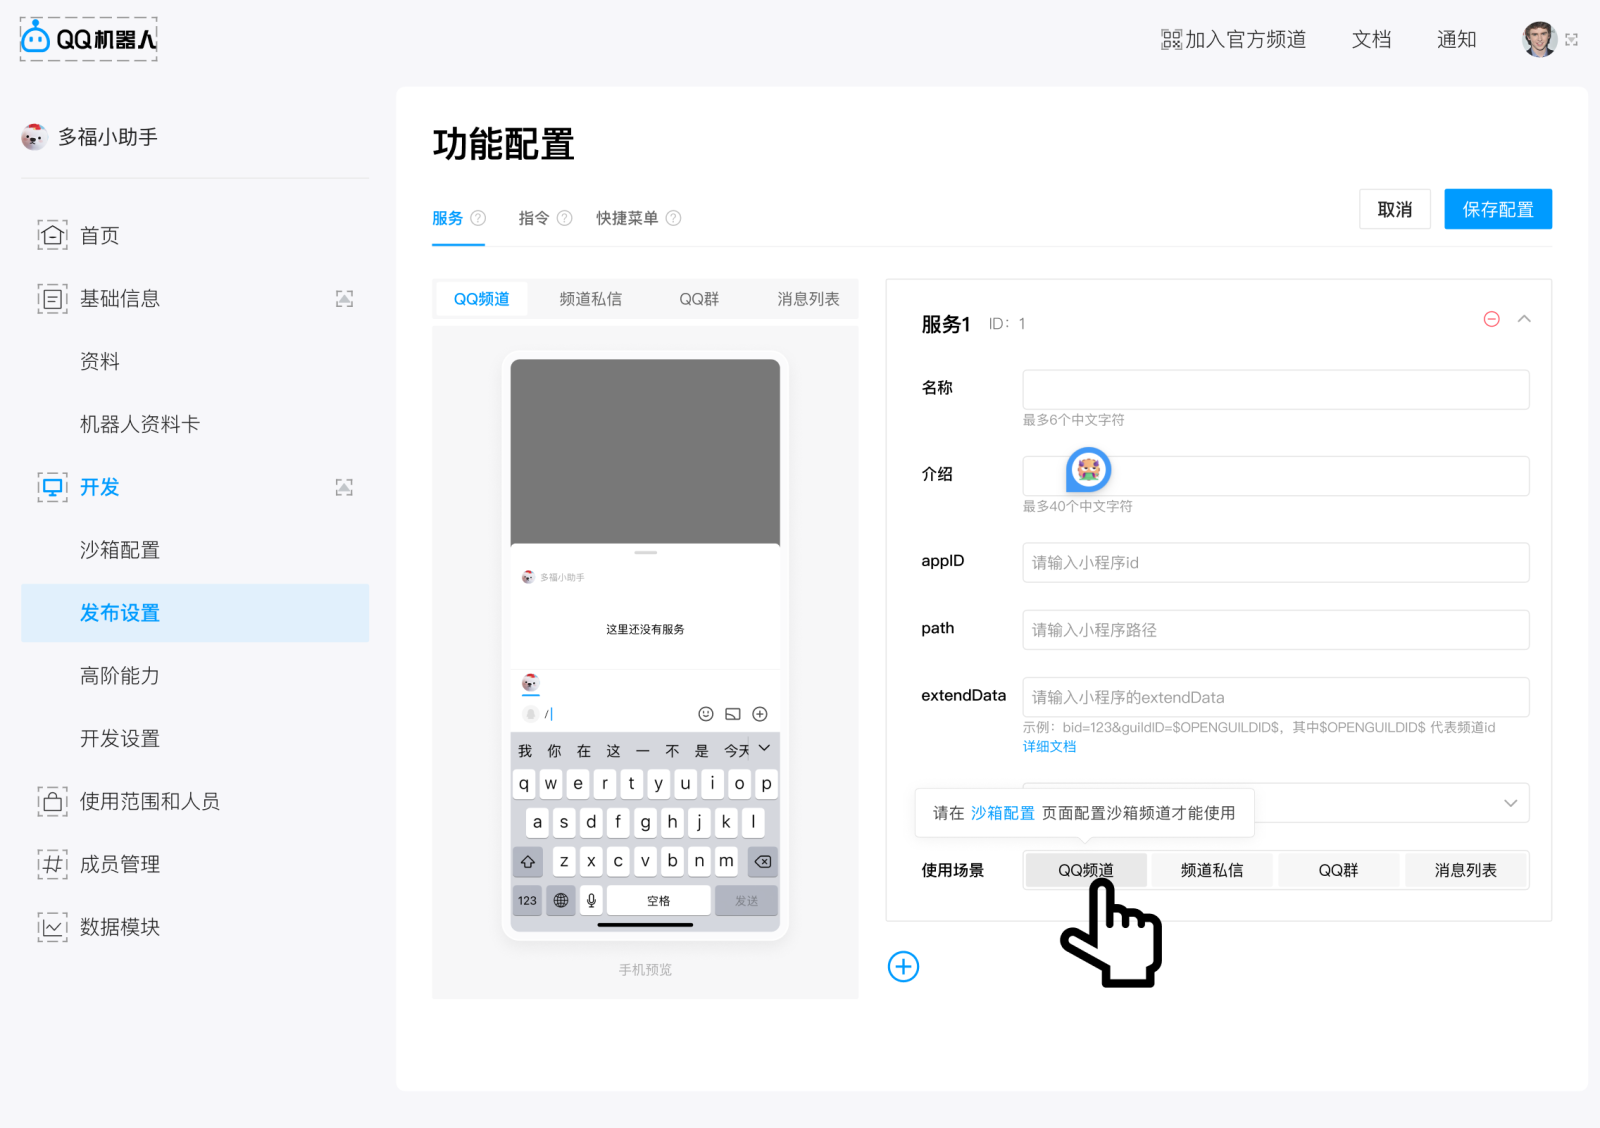 QQ机器人
加入官方频道
文档
通知
多福小助手
首页
基础信息
资料
机器人资料卡
开发
沙箱配置
发布设置
高阶能力
开发设置
使用范围和人员
成员管理
数据模块
功能配置
服务
指令
快捷菜单
取消
保存配置
QQ频道
频道私信
QQ群
消息列表
多福小助手
这里还没有服务
/
我 你 在 这 一 不 是 今天
q w e r t y u i o p
a s d f g h j k l
z x c v b n m
123
空格
发送
手机预览
服务1 ID: 1
名称
最多6个中文字符
介绍
最多40个中文字符
appID
请输入小程序id
path
请输入小程序路径
extendData
请输入小程序的extendData
示例：bid=123&guildID=$OPENGUILDID$，其中$OPENGUILDID$ 代表频道id
详细文档
请在 沙箱配置 页面配置沙箱频道才能使用
使用场景
QQ频道
频道私信
QQ群
消息列表